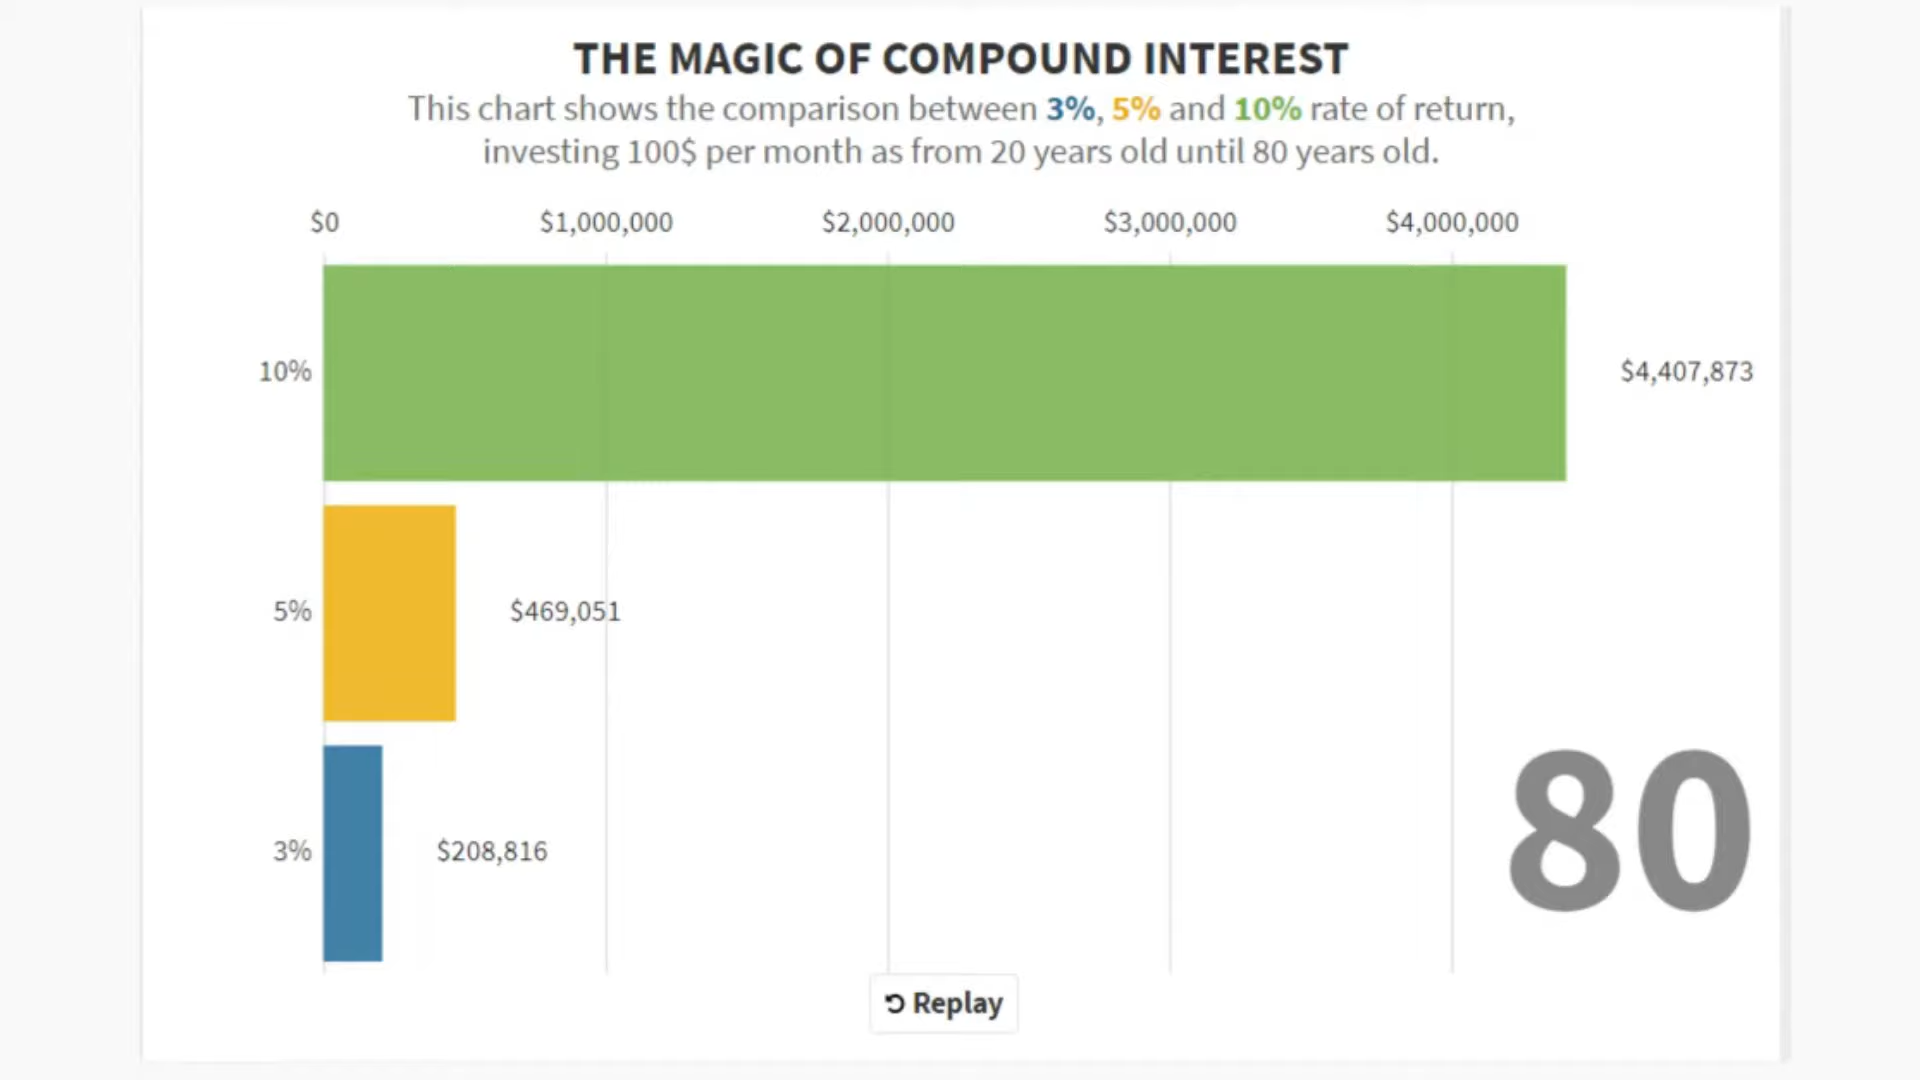 THE MAGIC OF COMPOUND INTEREST
This chart shows the comparison between 3%, 5% and 10% rate of return,
investing 100$ per month as from 20 years old until 80 years old.
$0 $1,000,000 $2,000,000 $3,000,000 $4,000,000
10% $4,407,873
5% $469,051
3% $208,816
80
Replay